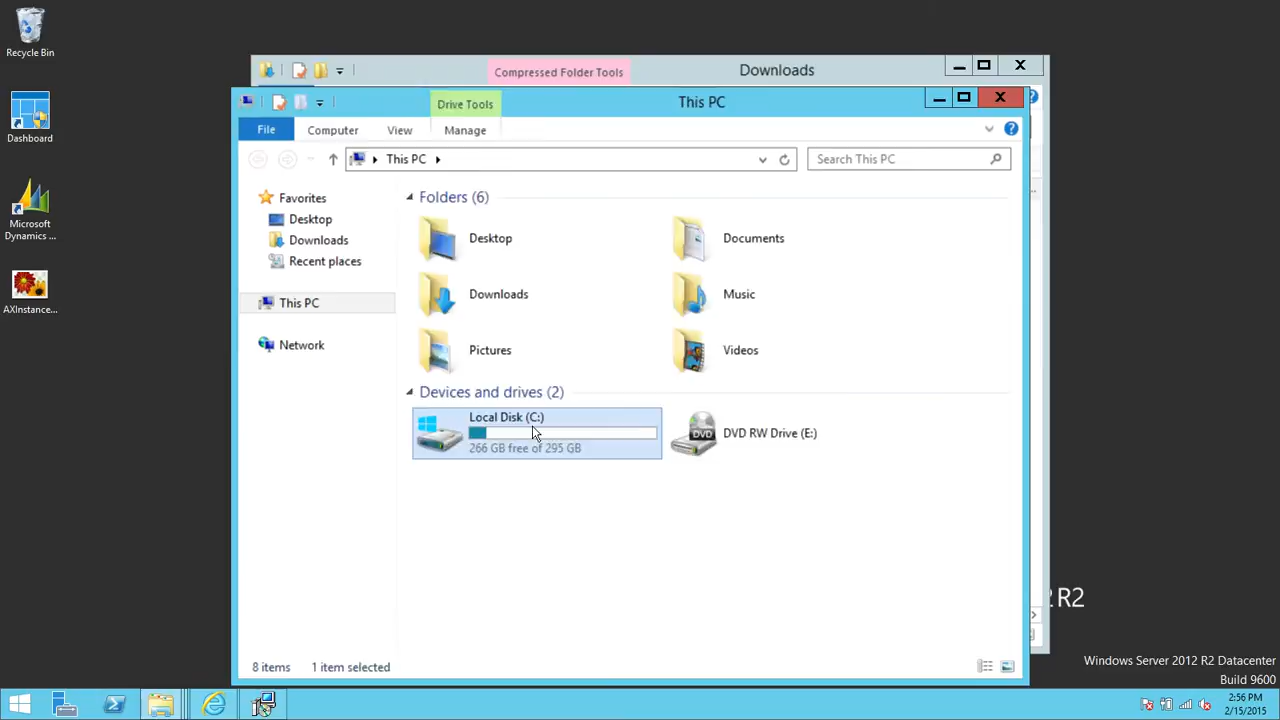 Recycle Bin
Dashboard
Microsoft
Dynamics ...
AXInstance...
Compressed Folder Tools
Downloads
Drive Tools
This PC
File
Computer
View
Manage
This PC
Search This PC
Favorites
Desktop
Downloads
Recent places
This PC
Network
Folders (6)
Desktop
Documents
Downloads
Music
Pictures
Videos
Devices and drives (2)
Local Disk (C:)
266 GB free of 295 GB
DVD
DVD RW Drive (E:)
8 items
1 item selected
R2
Windows Server 2012 R2 Datacenter
Build 9600
2:56 PM
2/15/2015